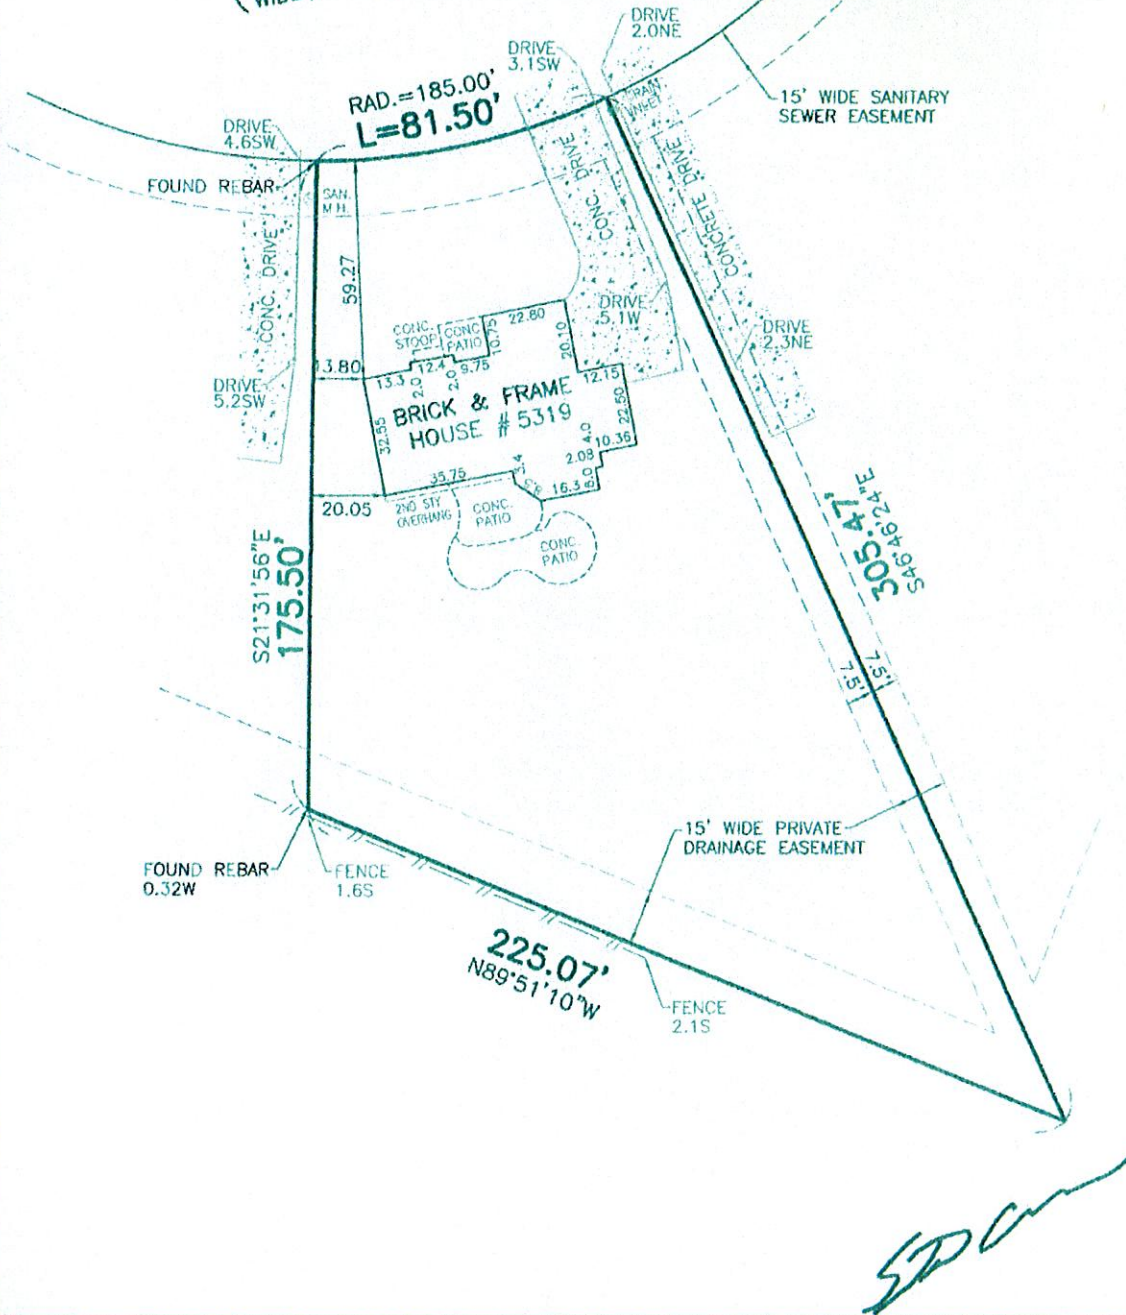 DRIVE
2.0NE
DRIVE
3.1SW
RAD.=185.00'
L=81.50'
15' WIDE SANITARY
SEWER EASEMENT
DRIVE
4.6SW
FOUND REBAR
SAN.
M.H.
CONC. DRIVE
CONC. DRIVE
CONCRETE DRIVE
59.27
DRIVE
5.1W
22.80
CONC.
STOOP
CONC
PATIO
10.75
20.10
DRIVE
2.3NE
13.80
13.3
2.0
12.4
2.0
9.75
12.15
DRIVE
5.2SW
BRICK & FRAME
HOUSE # 5319
32.55
22.50
4.0
10.36
2.08
35.75
3.4
16.3
20.05
2ND STY
OVERHANG
CONC.
PATIO
CONC.
PATIO
S21°31'56"E
175.50'
305.47'
S46°46'24"E
7.5'
7.5'
15' WIDE PRIVATE
DRAINAGE EASEMENT
FOUND REBAR
0.32W
FENCE
1.6S
225.07'
N89°51'10"W
FENCE
2.1S